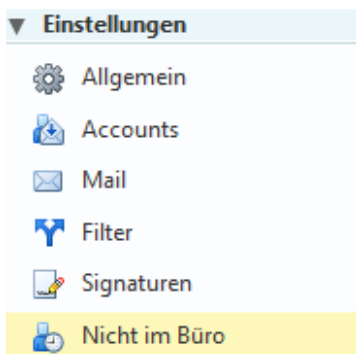 Einstellungen
Allgemein
Accounts
Mail
Filter
Signaturen
Nicht im Büro